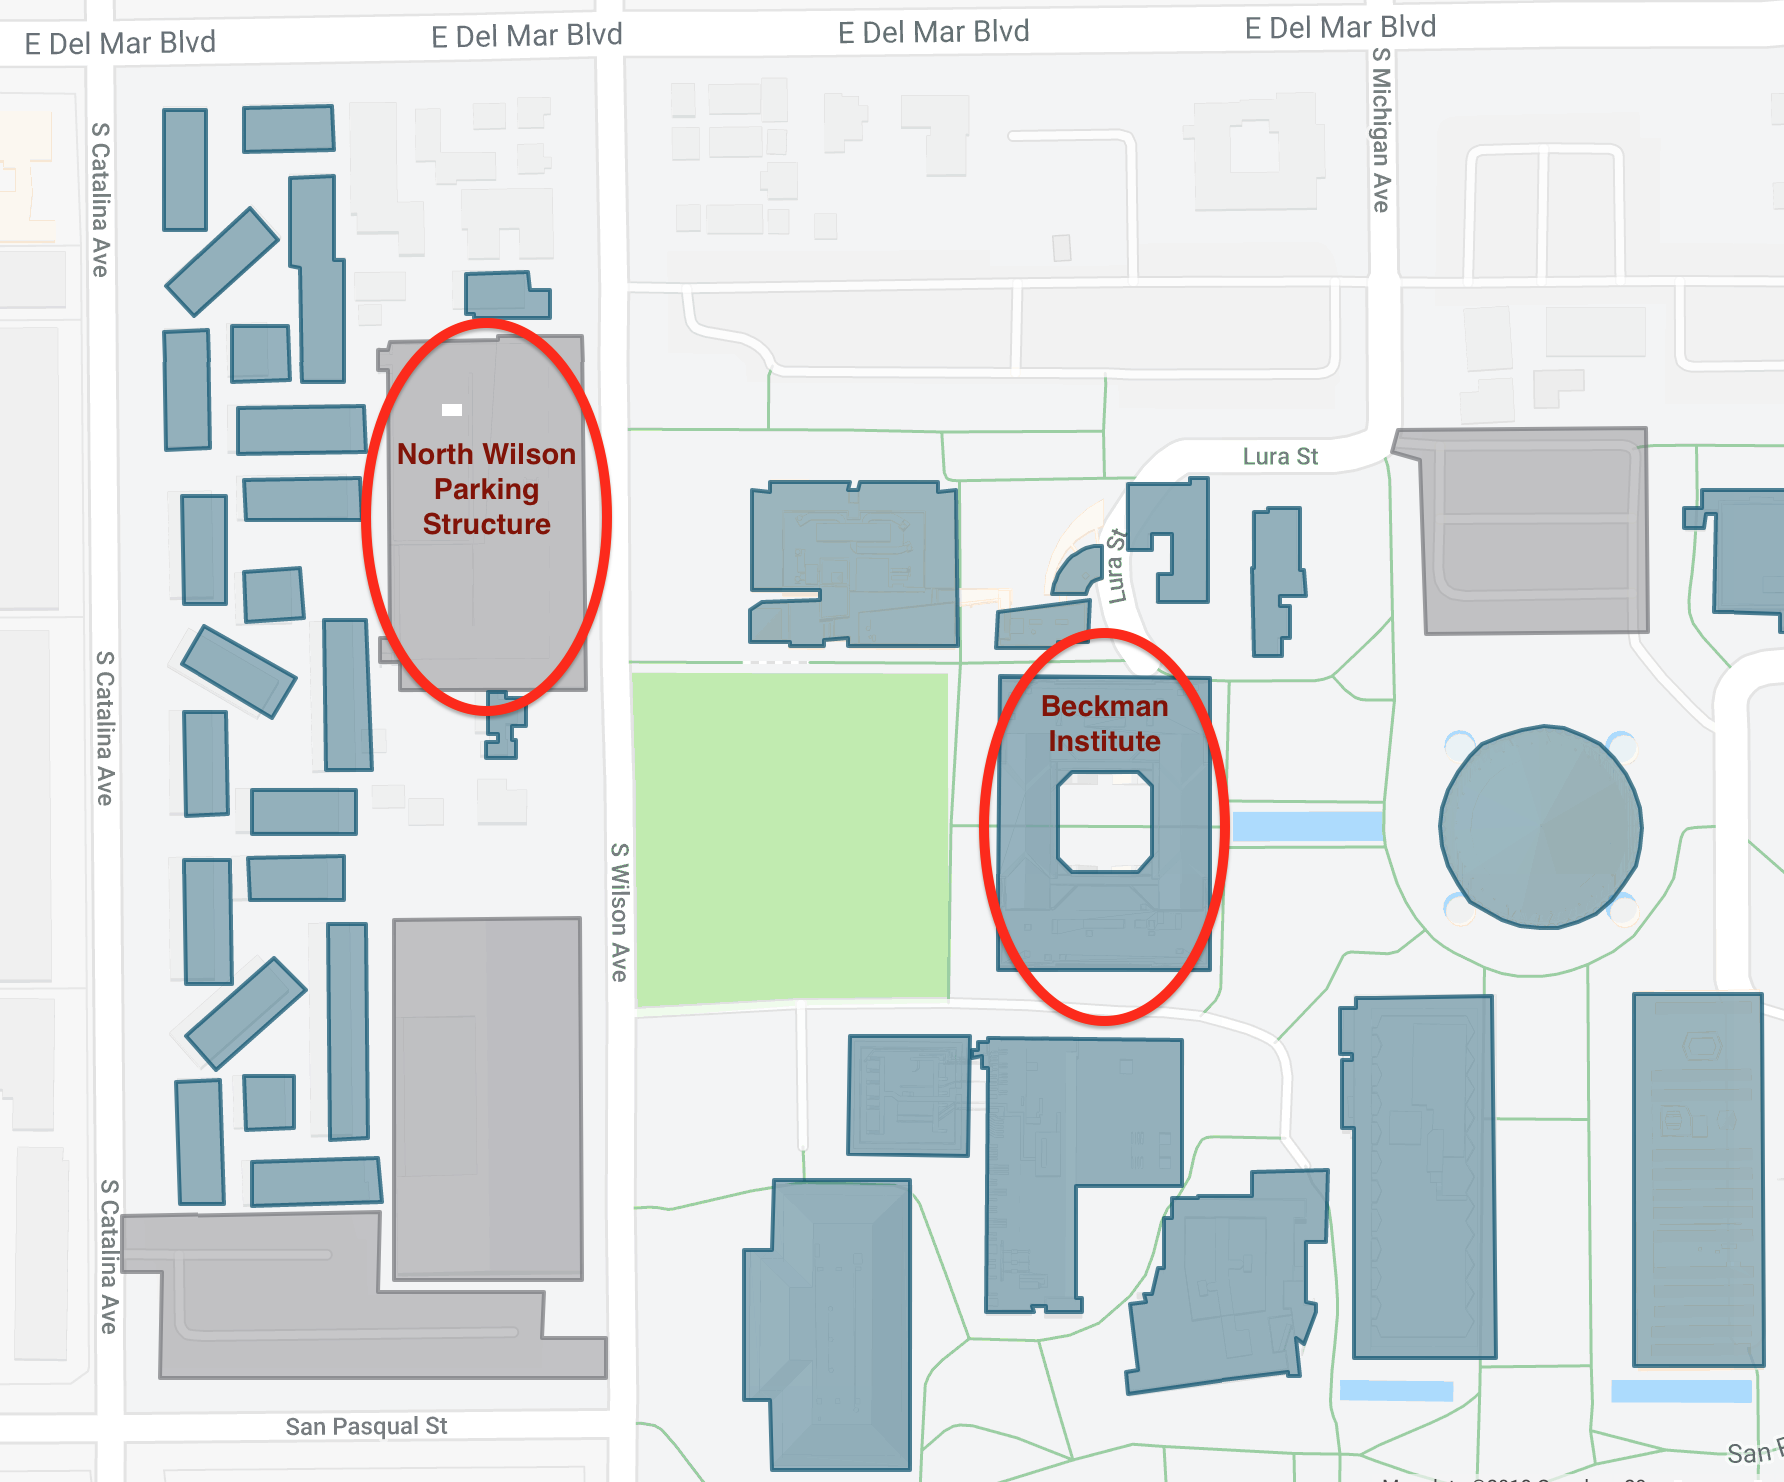 E Del Mar Blvd
E Del Mar Blvd
E Del Mar Blvd
E Del Mar Blvd
S Michigan Ave
S Catalina Ave
North Wilson
Parking
Structure
Lura St
Lura St
S Catalina Ave
Beckman
Institute
S Wilson Ave
S Catalina Ave
San Pasqual St
San